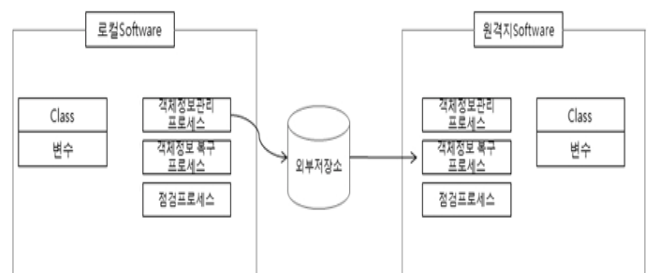 로컬Software
원격지Software
Class
변수
객체정보관리
프로세스
객체정보 복구
프로세스
점검프로세스
외부저장소
객체정보관리
프로세스
객체정보 복구
프로세스
점검프로세스
Class
변수